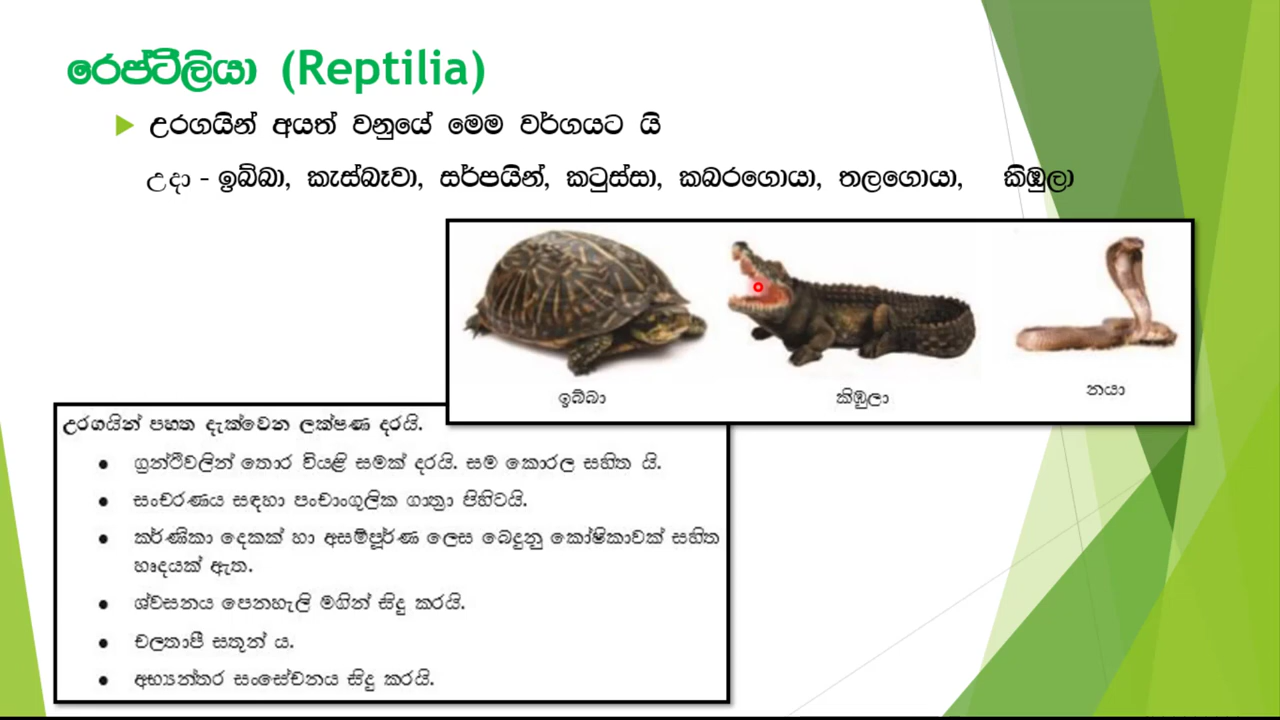 රෙප්ටීලියා (Reptilia)
උරගයින් අයත් වනුයේ මෙම වර්ගයට යි
උදා - ඉබ්බා, කැස්බෑවා, සර්පයින්, කටුස්සා, කබරගොයා, තලගොයා, කිඹුලා
ඉබ්බා
කිඹුලා
නයා
උරගයින් පහත දැක්වෙන ලක්ෂණ දරයි.
• ග්‍රන්ථිවලින් තොර වියළි සමක් දරයි. සම කොරල සහිත යි.
• සංචරණය සඳහා පංචාංගුලික ගාත්‍රා පිහිටයි.
• කර්ණිකා දෙකක් හා අසම්පූර්ණ ලෙස බෙදුනු කෝෂිකාවක් සහිත
හෘදයක් ඇත.
• ශ්වසනය පෙනහැලි මගින් සිදු කරයි.
• චලතාපී සතුන් ය.
• අභ්‍යන්තර සංසේචනය සිදු කරයි.